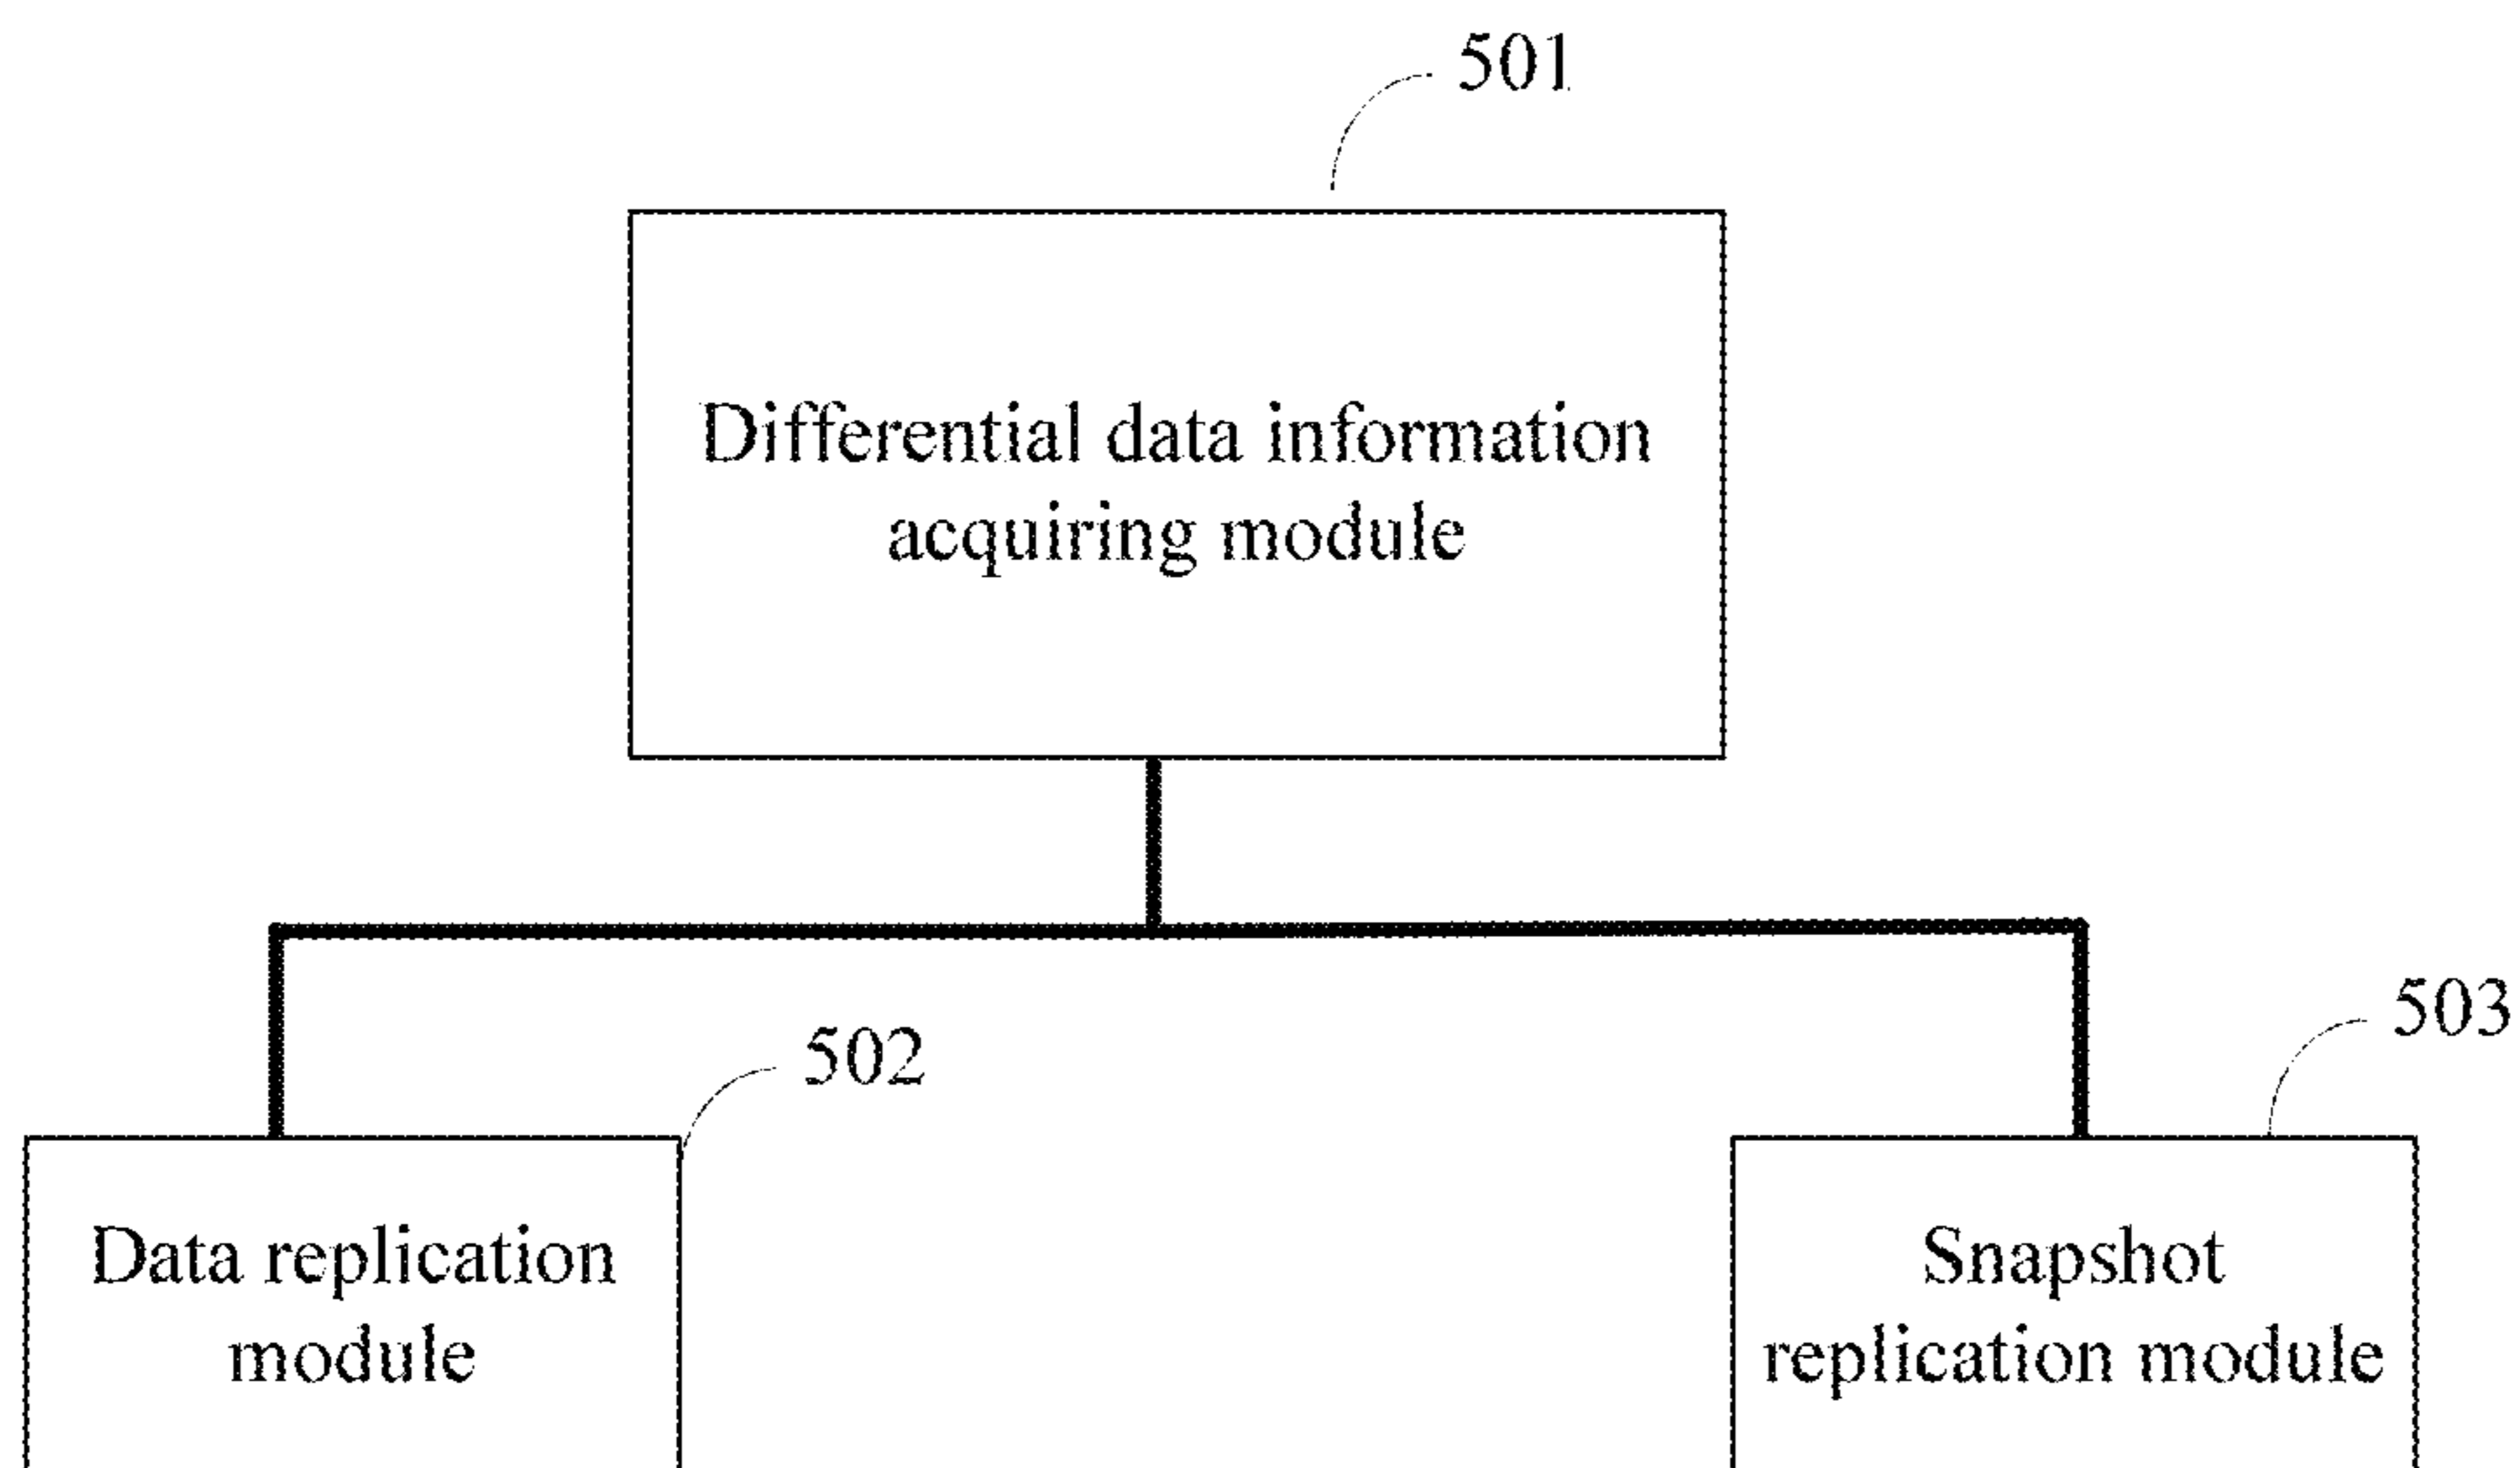 501
Differential data information
acquiring module
502
503
Data replication
module
Snapshot
replication module